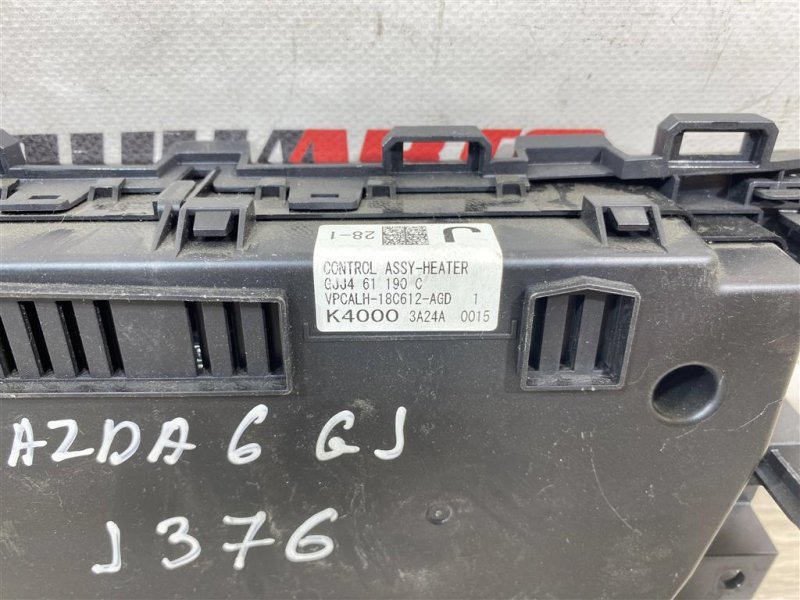 28-1 J
CONTROL ASSY-HEATER
GJJ4 61 190 C
VPCALH-18C612-AGD 1
K4000 3A24A 0015
AZDA 6 GJ
J376